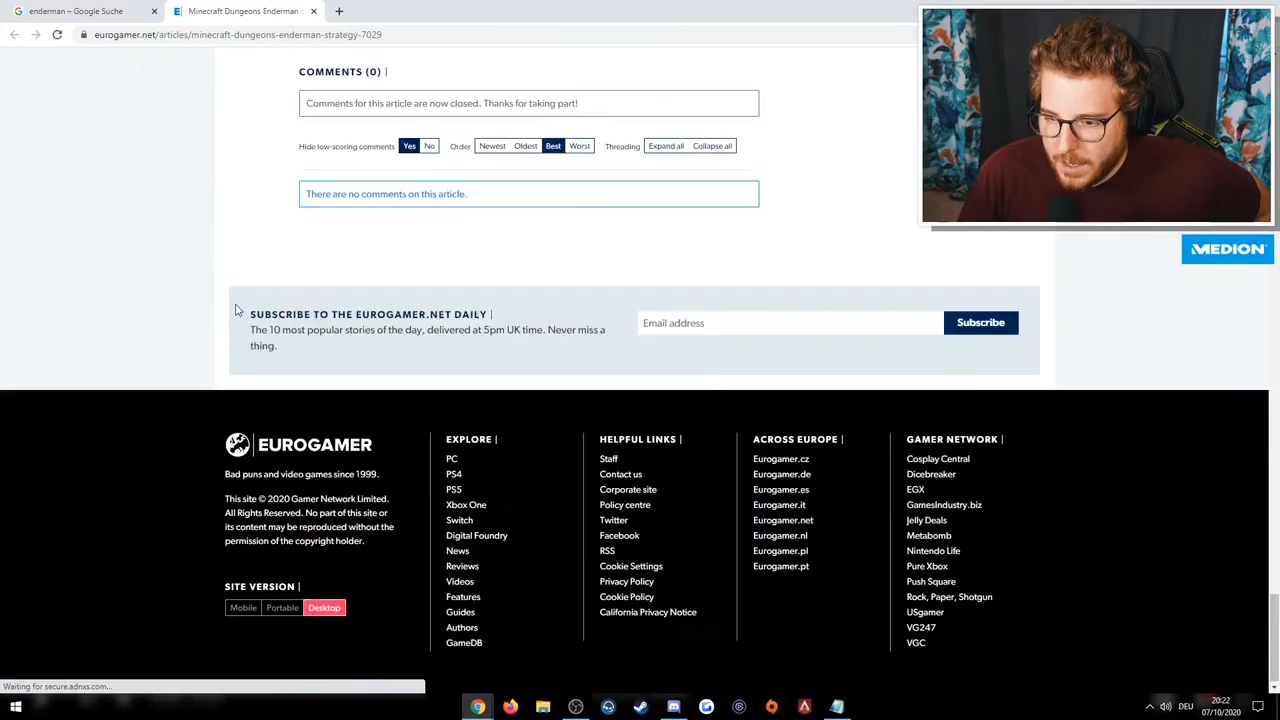 enderman – Google Suche
Minecraft Dungeons Enderman s
eurogamer.net/articles/minecraft-dungeons-enderman-strategy-7029
COMMENTS (0) |
Comments for this article are now closed. Thanks for taking part!
Hide low-scoring comments Yes No Order Newest Oldest Best Worst Threading Expand all Collapse all
There are no comments on this article.
MEDION
SUBSCRIBE TO THE EUROGAMER.NET DAILY |
The 10 most popular stories of the day, delivered at 5pm UK time. Never miss a
thing.
Email address
Subscribe
EUROGAMER
Bad puns and video games since 1999.
This site © 2020 Gamer Network Limited.
All Rights Reserved. No part of this site or
its content may be reproduced without the
permission of the copyright holder.
SITE VERSION |
Mobile Portable Desktop
EXPLORE |
PC
PS4
PS5
Xbox One
Switch
Digital Foundry
News
Reviews
Videos
Features
Guides
Authors
GameDB
HELPFUL LINKS |
Staff
Contact us
Corporate site
Policy centre
Twitter
Facebook
RSS
Cookie Settings
Privacy Policy
Cookie Policy
California Privacy Notice
ACROSS EUROPE |
Eurogamer.cz
Eurogamer.de
Eurogamer.es
Eurogamer.it
Eurogamer.net
Eurogamer.nl
Eurogamer.pl
Eurogamer.pt
GAMER NETWORK |
Cosplay Central
Dicebreaker
EGX
GamesIndustry.biz
Jelly Deals
Metabomb
Nintendo Life
Pure Xbox
Push Square
Rock, Paper, Shotgun
USgamer
VG247
VGC
Waiting for secure.adnxs.com...
DEU
20:22
07/10/2020